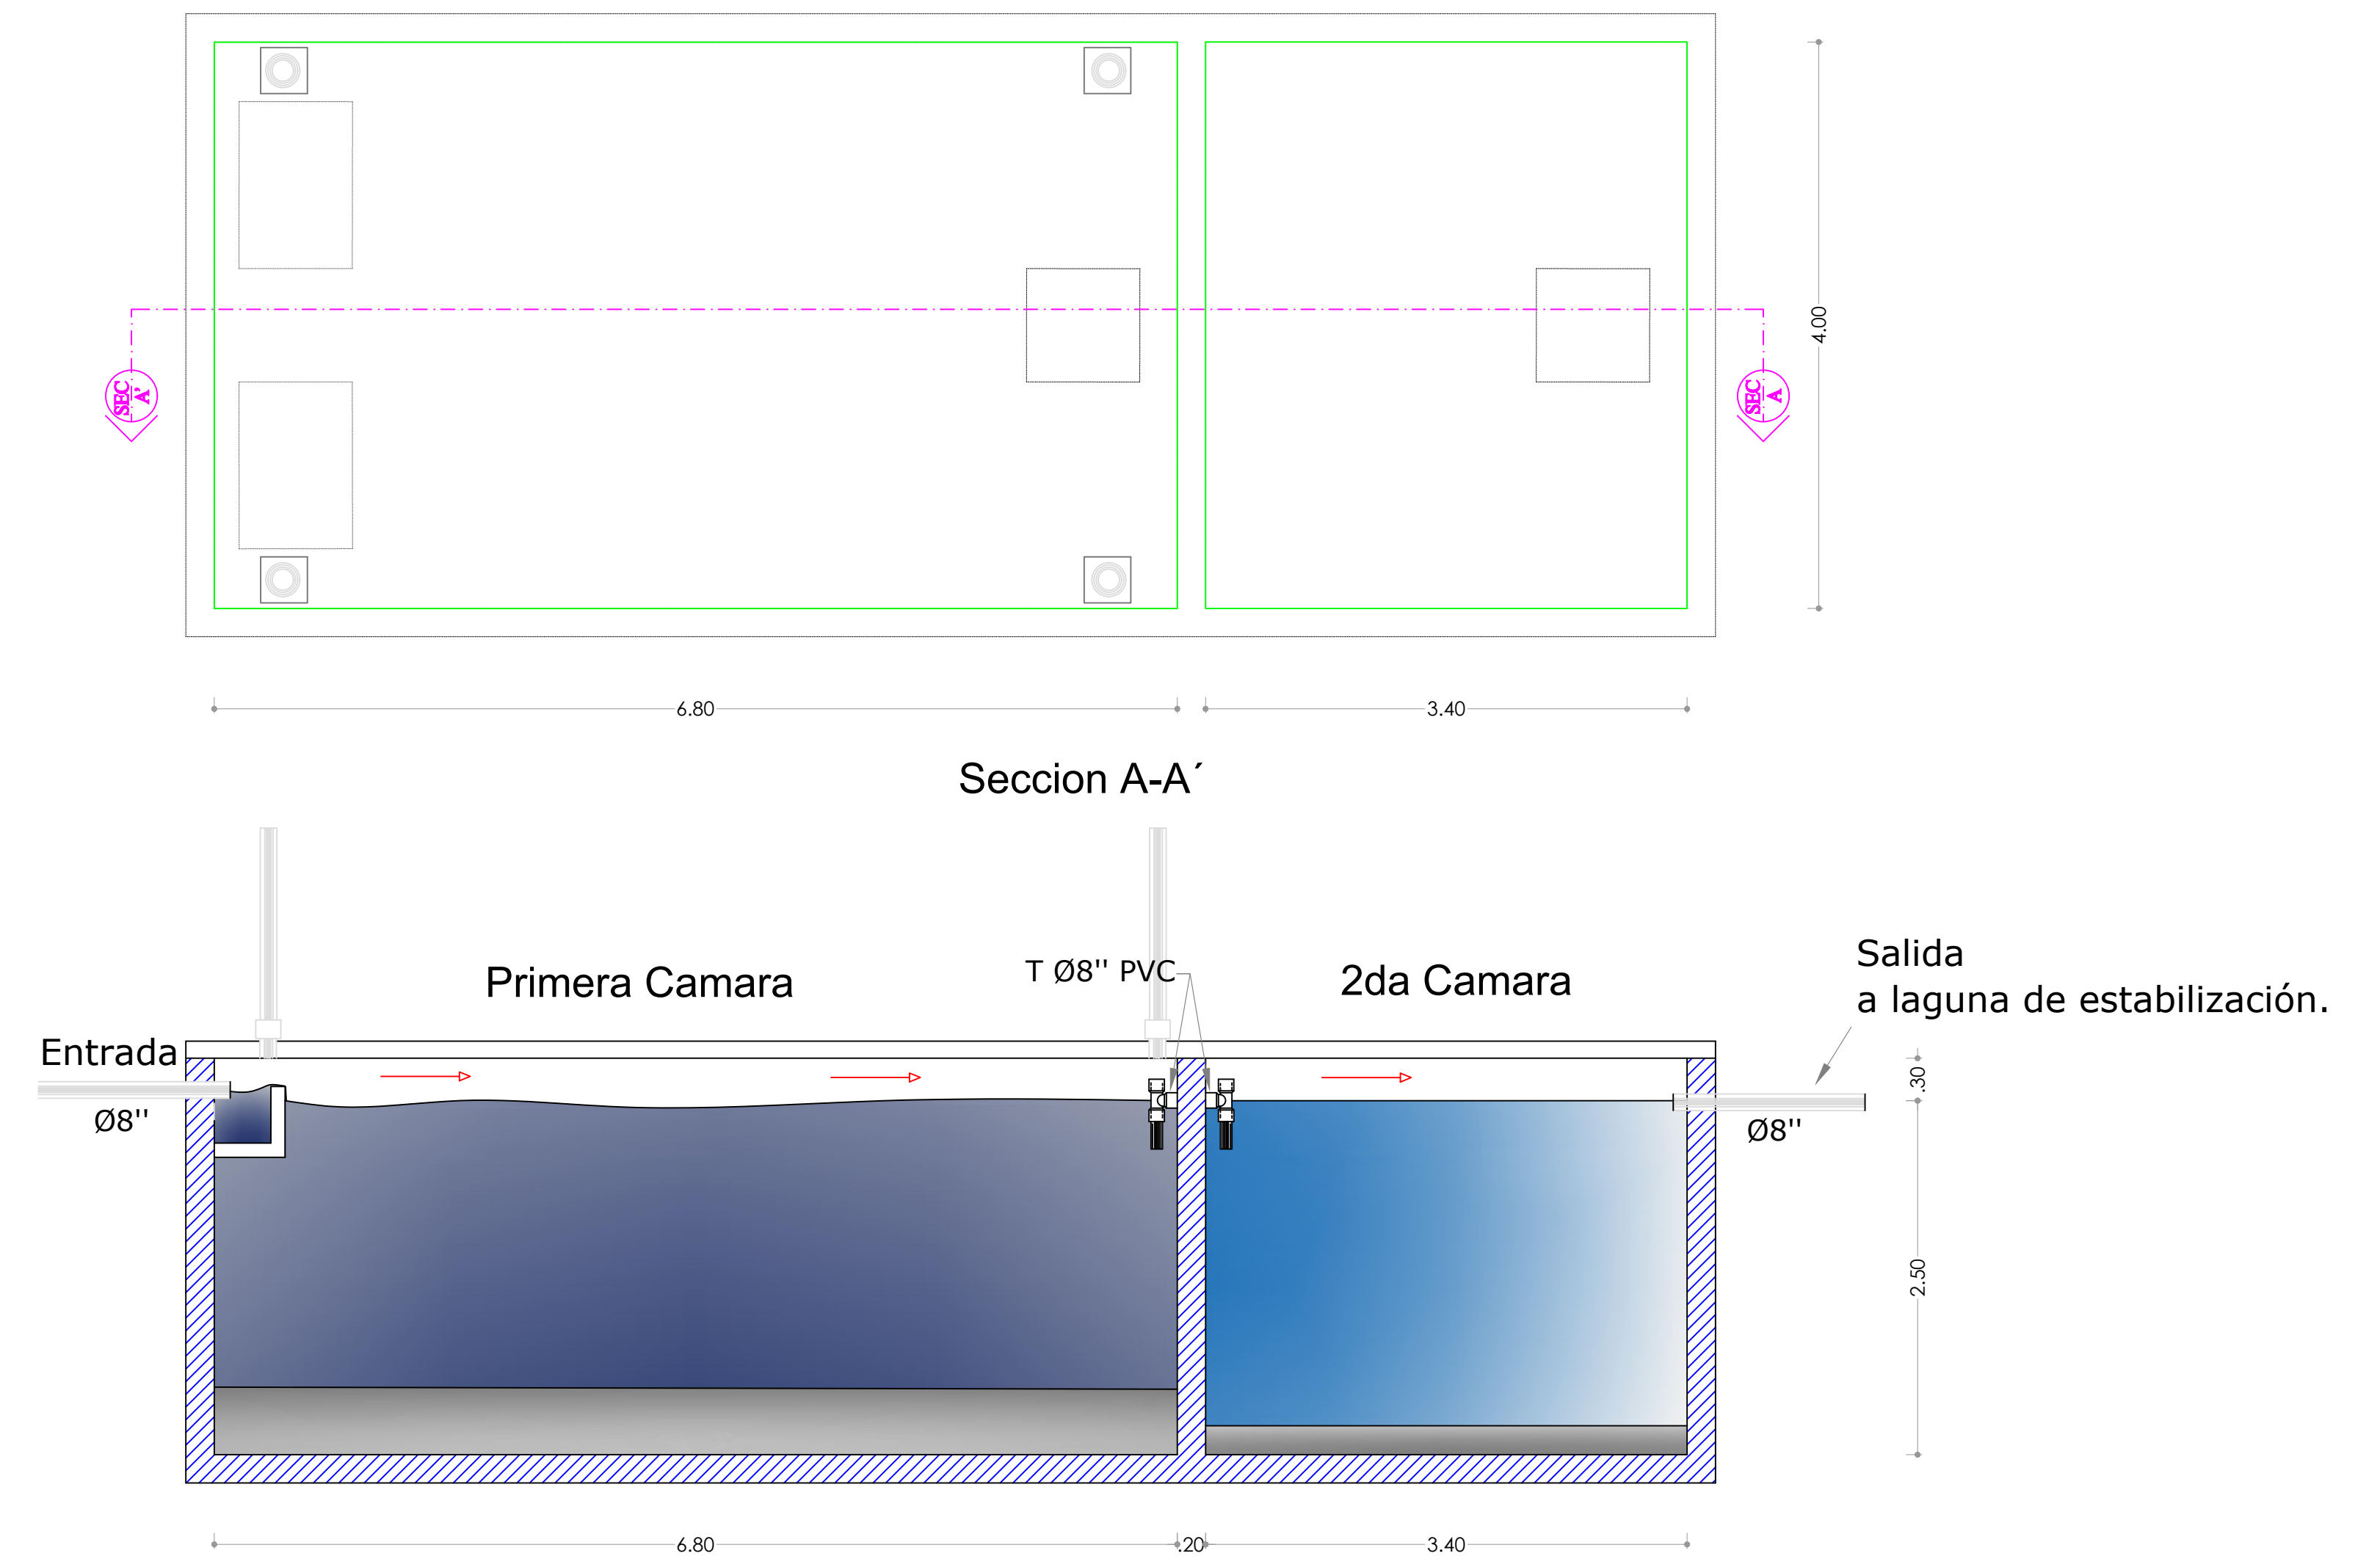 SEC
A'
SEC
A
4.00
6.80
3.40
Seccion A-A´
Primera Camara
T Ø8'' PVC
2da Camara
Salida
a laguna de estabilización.
Entrada
Ø8''
Ø8''
.30
2.50
6.80
.20
3.40